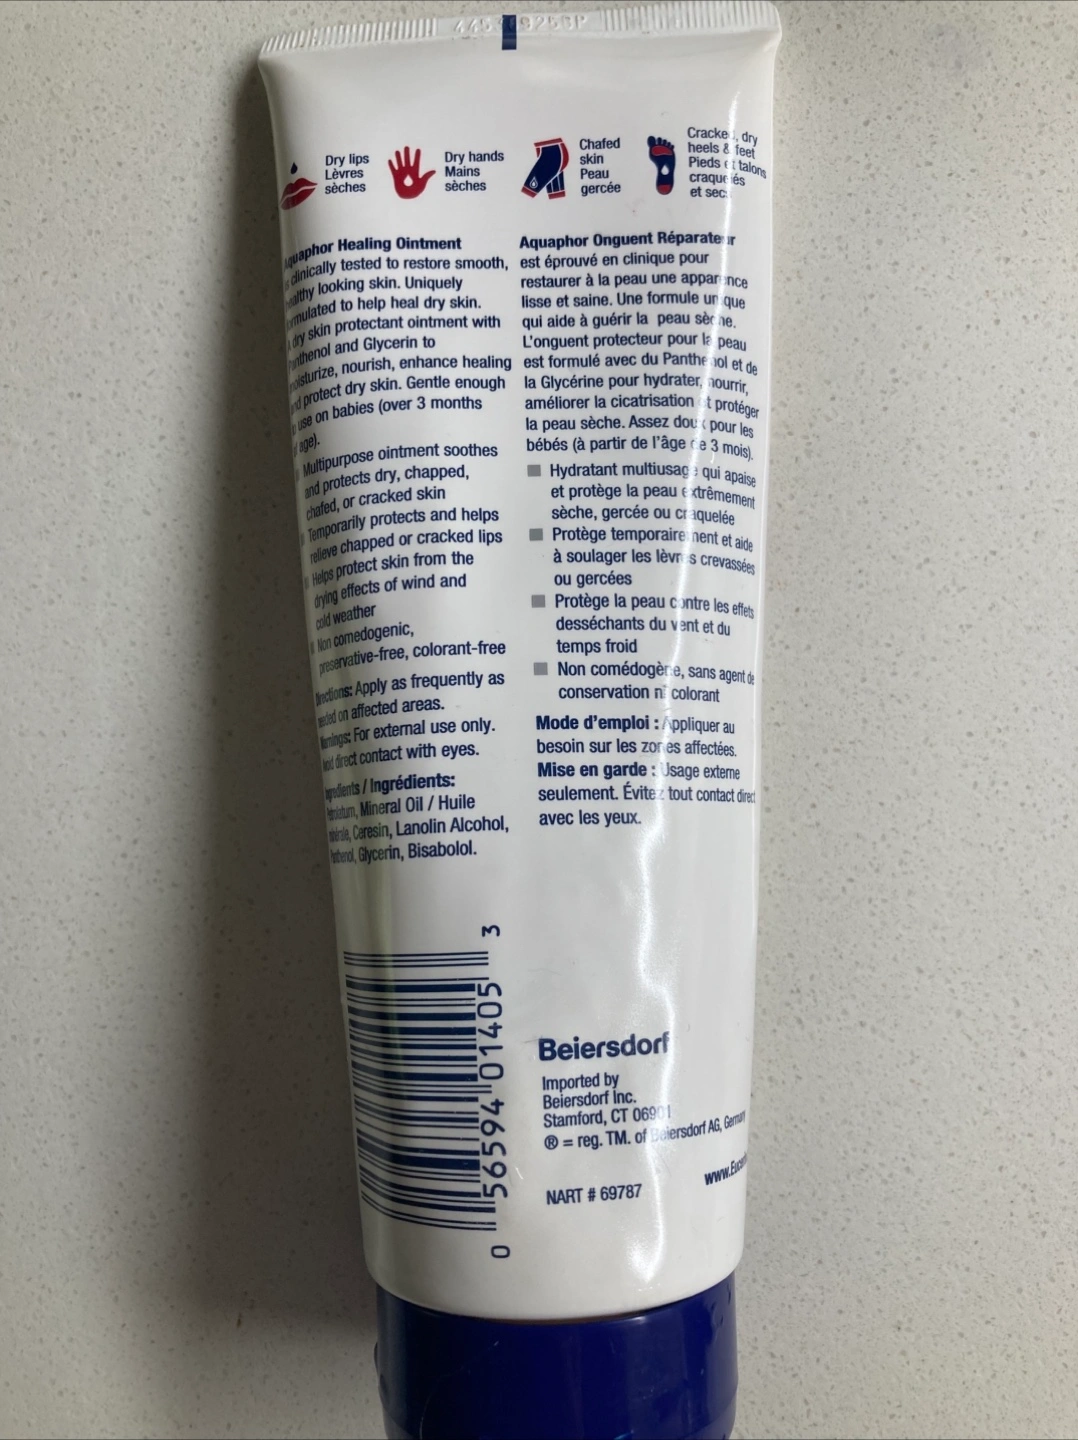 Dry lips
Lèvres
sèches
Dry hands
Mains
sèches
Chafed
skin
Peau
gercée
Cracked, dry
heels & feet
Pieds et talons
craquelés
et secs
Aquaphor Healing Ointment
is clinically tested to restore smooth,
healthy looking skin. Uniquely
formulated to help heal dry skin.
A dry skin protectant ointment with
Panthenol and Glycerin to
moisturize, nourish, enhance healing
and protect dry skin. Gentle enough
to use on babies (over 3 months
of age).
Multipurpose ointment soothes
and protects dry, chapped,
chafed, or cracked skin
Temporarily protects and helps
relieve chapped or cracked lips
Helps protect skin from the
drying effects of wind and
cold weather
Non comedogenic,
preservative-free, colorant-free
Directions: Apply as frequently as
needed on affected areas.
Warnings: For external use only.
Avoid direct contact with eyes.
Ingredients / Ingrédients:
Petrolatum, Mineral Oil / Huile
minérale, Ceresin, Lanolin Alcohol,
Panthenol, Glycerin, Bisabolol.
Aquaphor Onguent Réparateur
est éprouvé en clinique pour
restaurer à la peau une apparence
lisse et saine. Une formule unique
qui aide à guérir la peau sèche.
L'onguent protecteur pour la peau
est formulé avec du Panthenol et de
la Glycérine pour hydrater, nourrir,
améliorer la cicatrisation et protéger
la peau sèche. Assez doux pour les
bébés (à partir de l'âge de 3 mois).
Hydratant multiusage qui apaise
et protège la peau extrêmement
sèche, gercée ou craquelée
Protège temporairement et aide
à soulager les lèvres crevassées
ou gercées
Protège la peau contre les effets
desséchants du vent et du
temps froid
Non comédogène, sans agent de
conservation ni colorant
Mode d'emploi : Appliquer au
besoin sur les zones affectées.
Mise en garde : Usage externe
seulement. Évitez tout contact direct
avec les yeux.
0 56594 01405 3
Beiersdorf
Imported by
Beiersdorf Inc.
Stamford, CT 06901
® = reg. TM. of Beiersdorf AG, Germany
NART # 69787